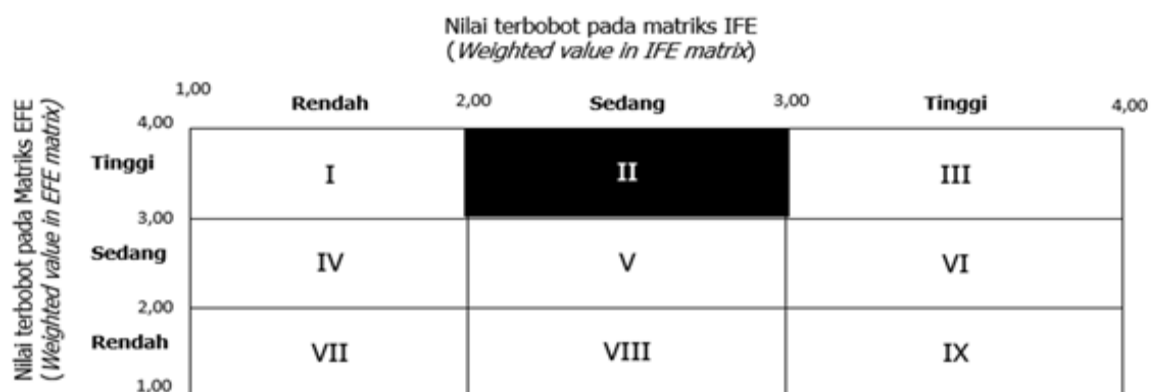 Nilai terbobot pada matriks IFE
(Weighted value in IFE matrix)
1,00 Rendah 2,00 Sedang 3,00 Tinggi 4,00
Nilai terbobot pada Matriks EFE
(Weighted value in EFE matrix)
4,00
Tinggi I II III
3,00
Sedang IV V VI
2,00
Rendah VII VIII IX
1,00